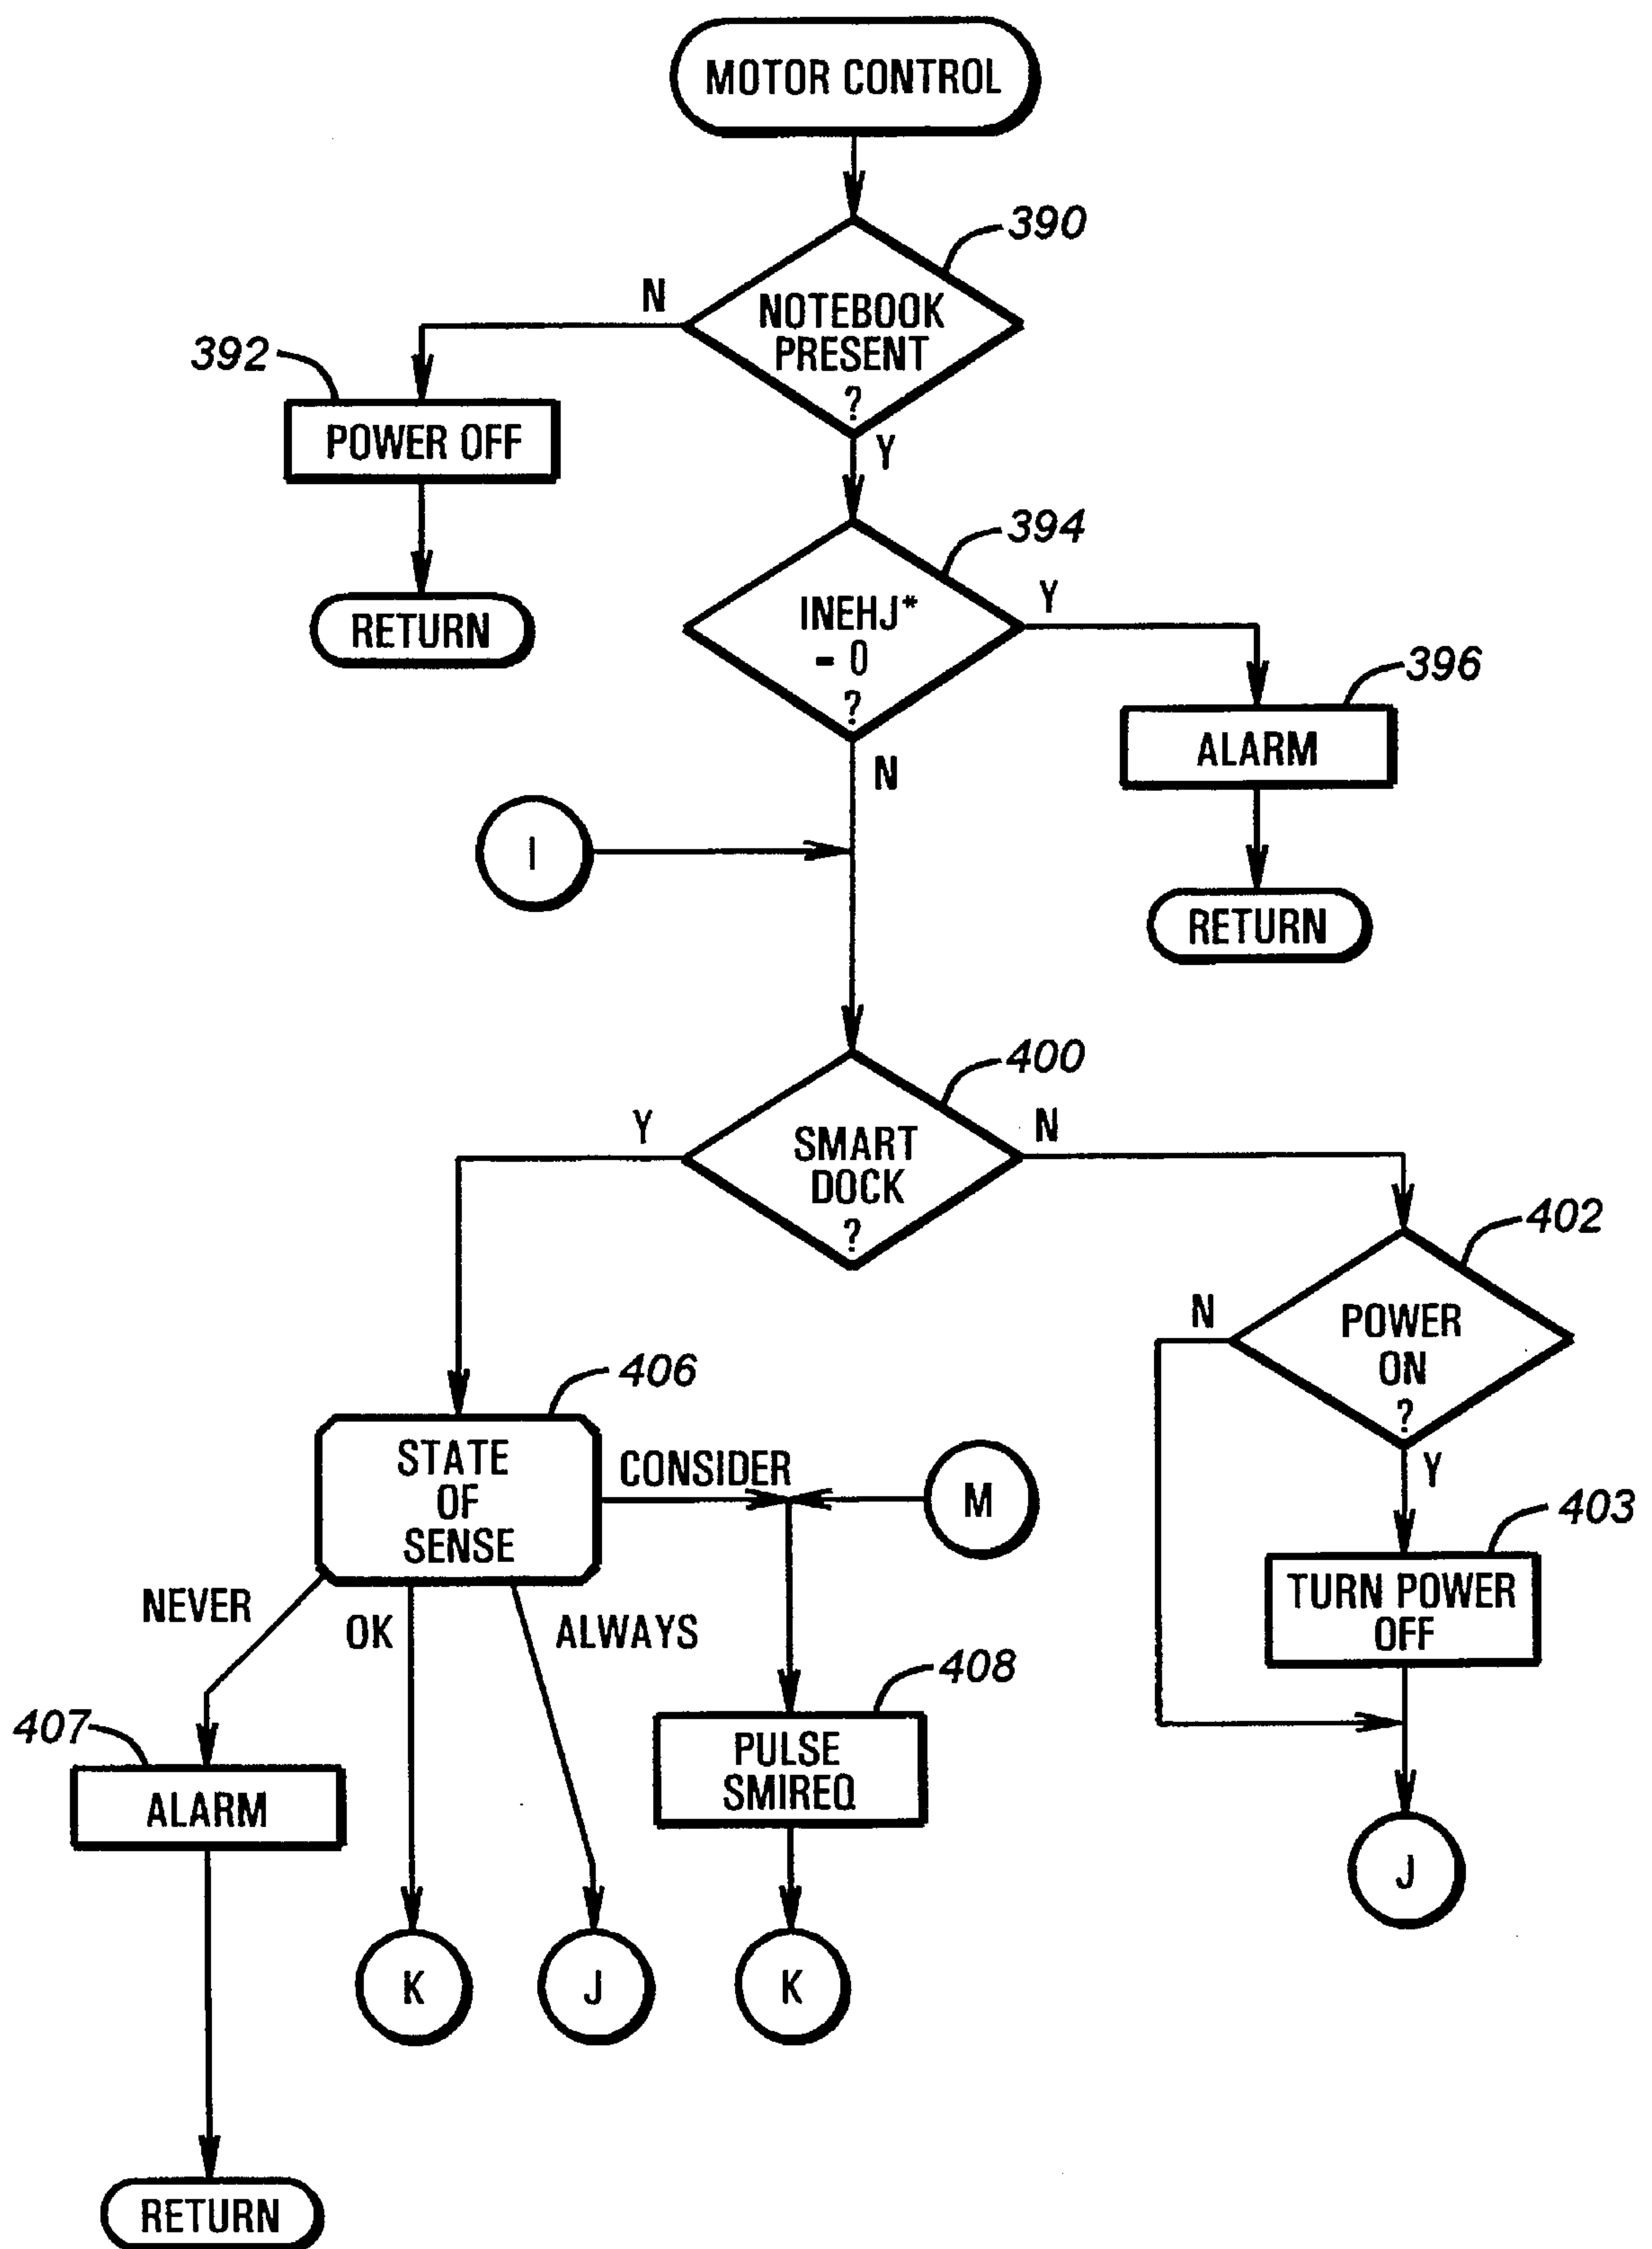 MOTOR CONTROL
390
N
NOTEBOOK
PRESENT
?
392
POWER OFF
Y
RETURN
394
INEHJ*
= 0
?
Y
396
ALARM
N
I
RETURN
400
Y
SMART
DOCK
?
N
402
N
POWER
ON
?
Y
406
STATE
OF
SENSE
CONSIDER
M
403
TURN POWER
OFF
NEVER
OK
ALWAYS
408
407
ALARM
PULSE
SMIREQ
J
K
J
K
RETURN